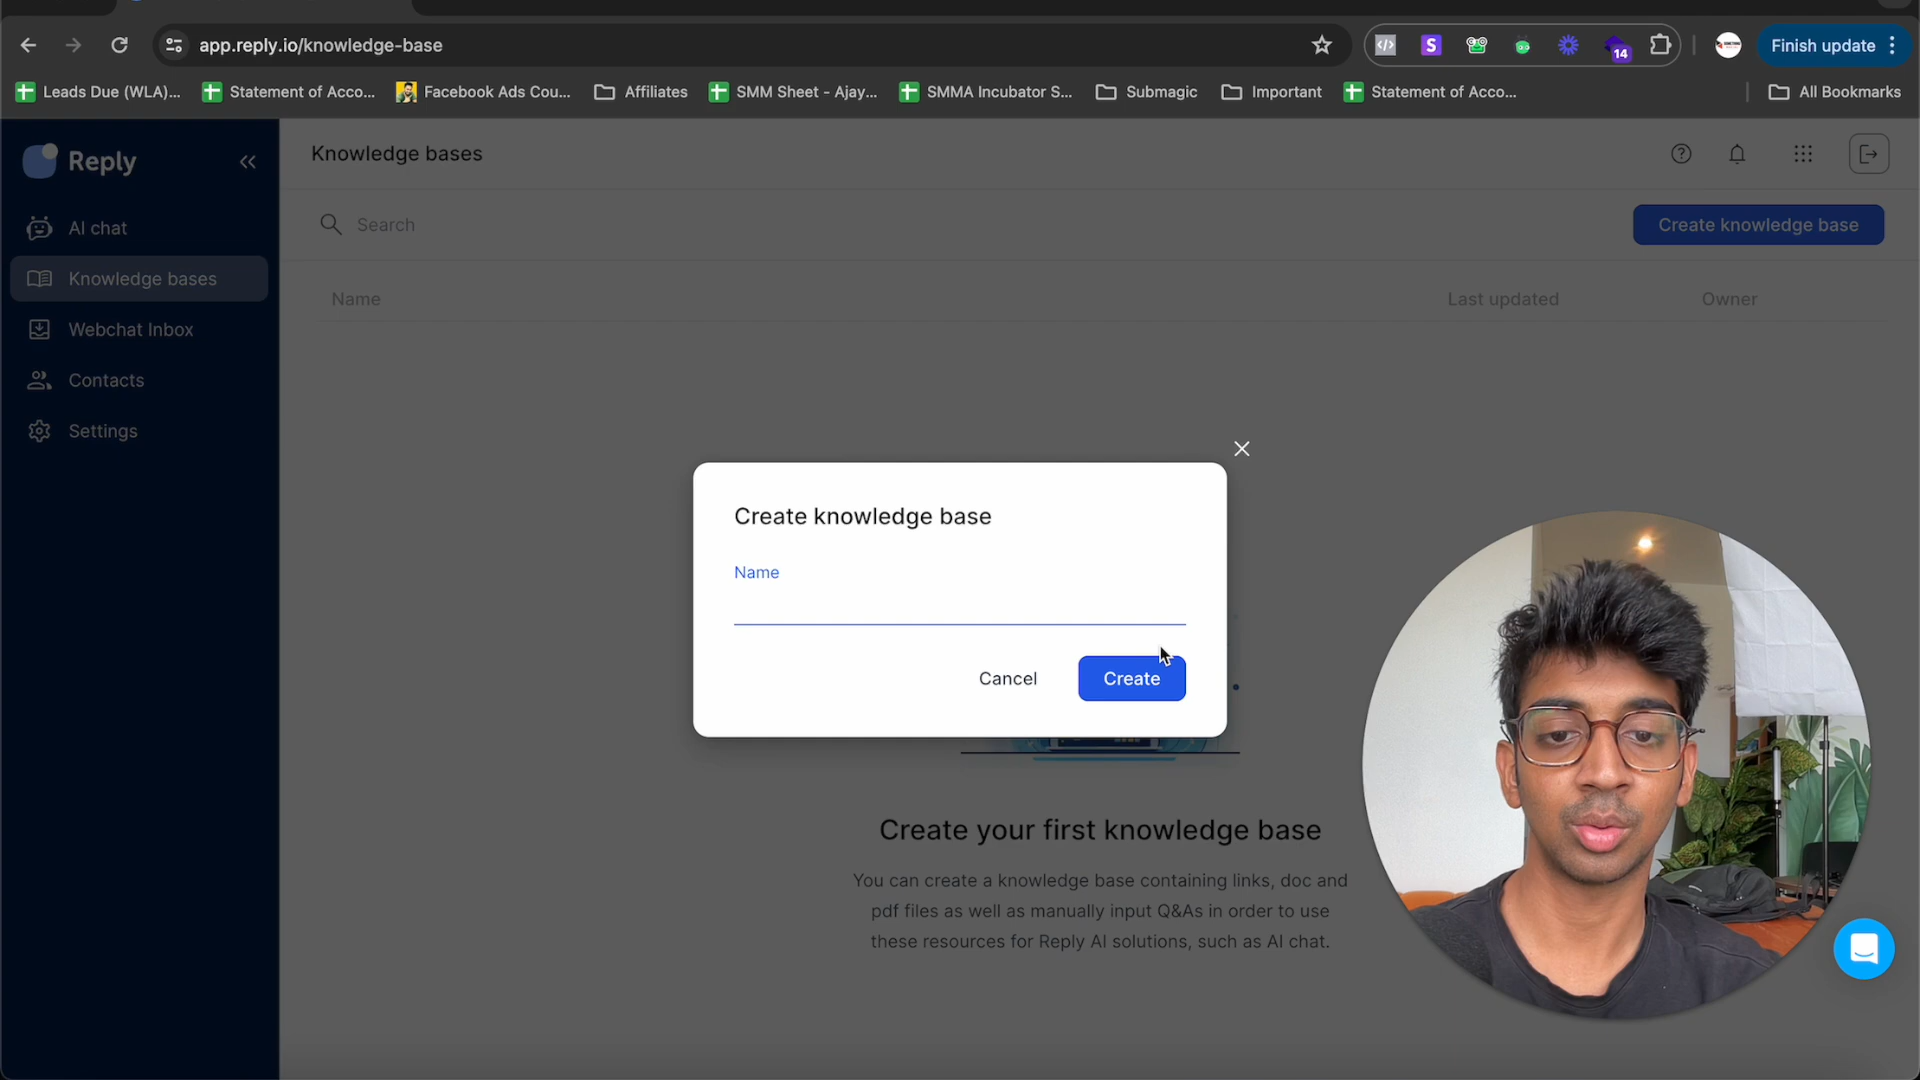 app.reply.io/knowledge-base
14
Finish update
Leads Due (WLA)...
Statement of Acco...
Facebook Ads Cou...
Affiliates
SMM Sheet - Ajay,...
SMMA Incubator S...
Submagic
Important
Statement of Acco...
All Bookmarks
Reply
Knowledge bases
AI chat
Search
Create knowledge base
Knowledge bases
Name
Last updated
Owner
Webchat Inbox
Contacts
Settings
Create knowledge base
Name
Cancel
Create
Create your first knowledge base
You can create a knowledge base containing links, doc and
pdf files as well as manually input Q&As in order to use
these resources for Reply AI solutions, such as AI chat.